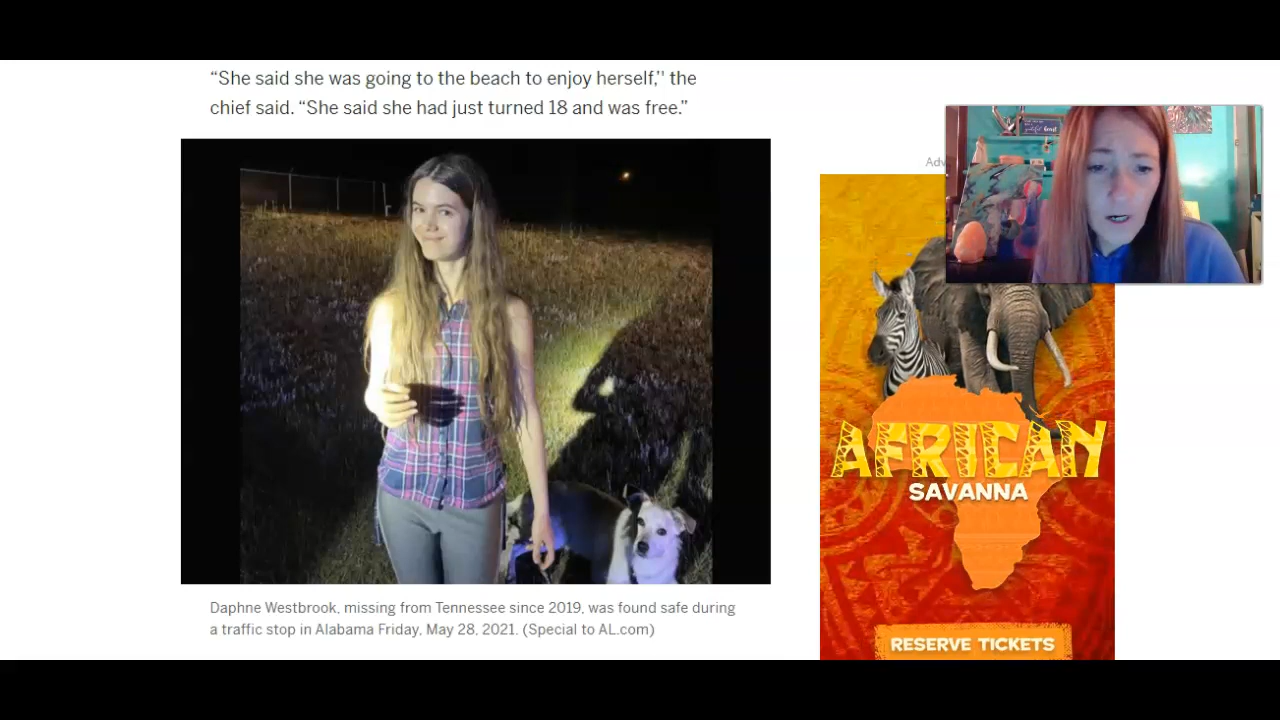 “She said she was going to the beach to enjoy herself,'' the
chief said. “She said she had just turned 18 and was free.”
Adv
AFRICAN
SAVANNA
RESERVE TICKETS
Daphne Westbrook, missing from Tennessee since 2019, was found safe during
a traffic stop in Alabama Friday, May 28, 2021. (Special to AL.com)